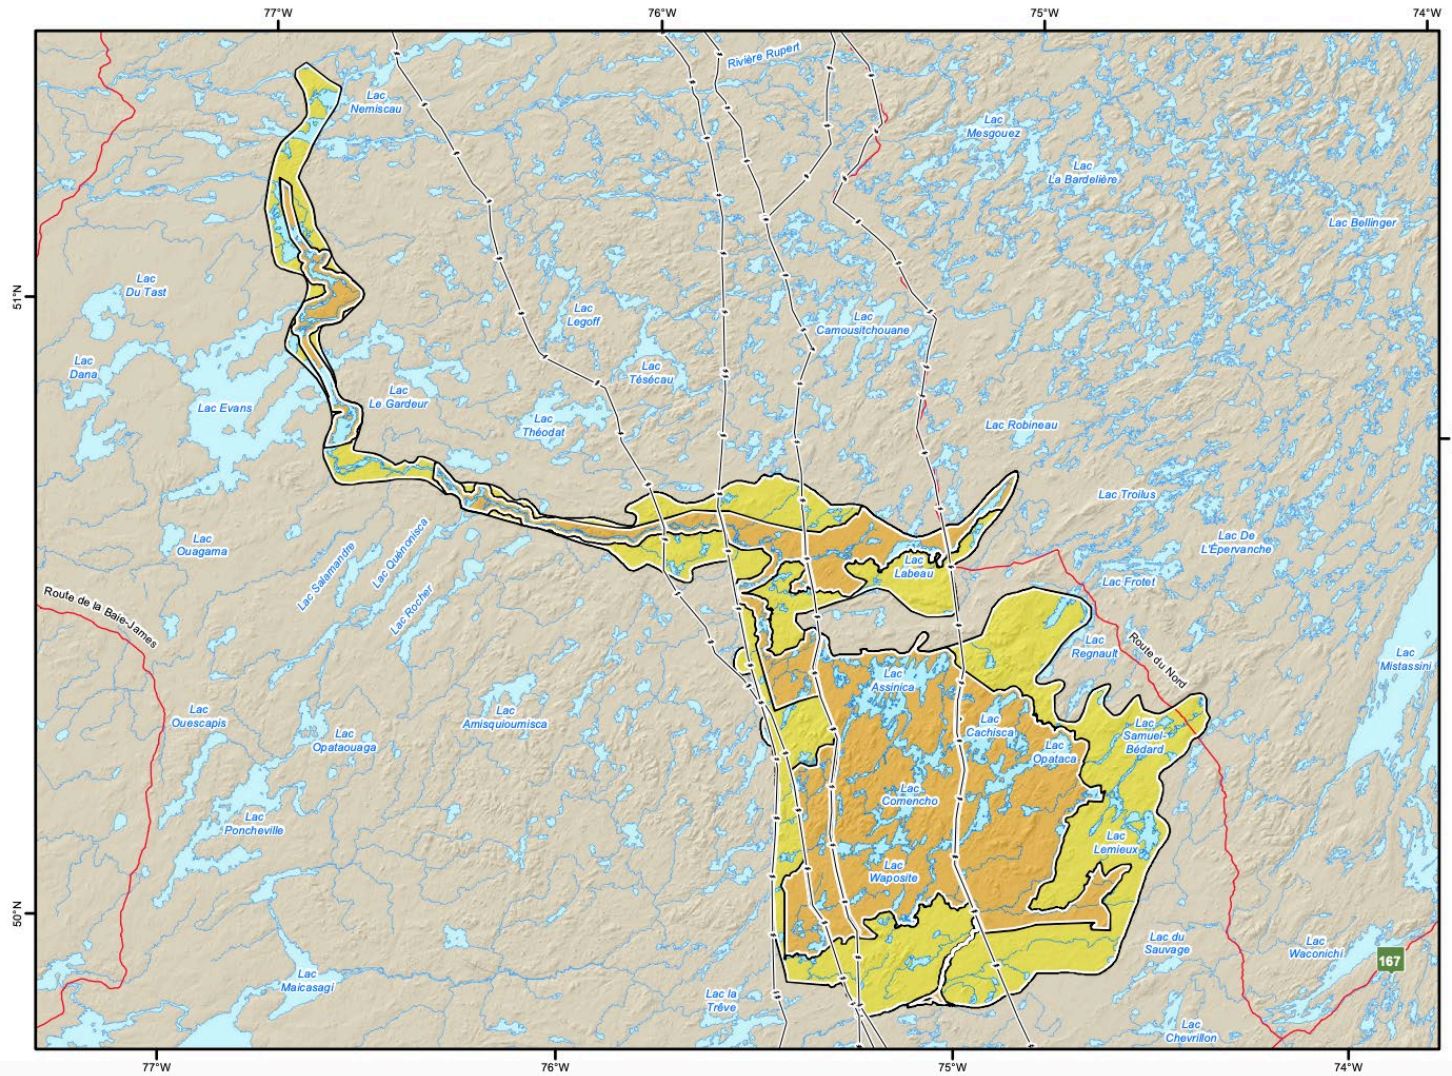 77°W
76°W
75°W
74°W
Rivière Rupert
Lac
Nemiscau
Lac
Mesgouez
Lac
La Bardelière
Lac Bellinger
51°N
Lac
Du Tast
Lac
Legoff
Lac
Camousitchouane
Lac
Dana
Lac
Tésécau
Lac Evans
Lac
Le Gardeur
Lac
Théodat
Lac Robineau
Lac Troilus
Lac
Ouagama
Lac De
L'Épervanche
Lac Salamandre
Lac Quénonisca
Lac Rocher
Lac
Labeau
Lac Frotet
Route de la Baie-James
Lac
Regnault
Route du Nord
Lac
Mistassini
Lac
Assinica
Lac
Ouescapis
Lac
Amisquioumisca
Lac
Cachisca
Lac
Samuel-
Bédard
Lac
Opataouaga
Lac
Opataca
Lac
Comencho
Lac
Poncheville
Lac
Lemieux
Lac
Waposite
50°N
Lac du
Sauvage
Lac
Waconichi
167
Lac
Maicasagi
Lac la
Trêve
Lac
Chevrillon
77°W
76°W
75°W
74°W